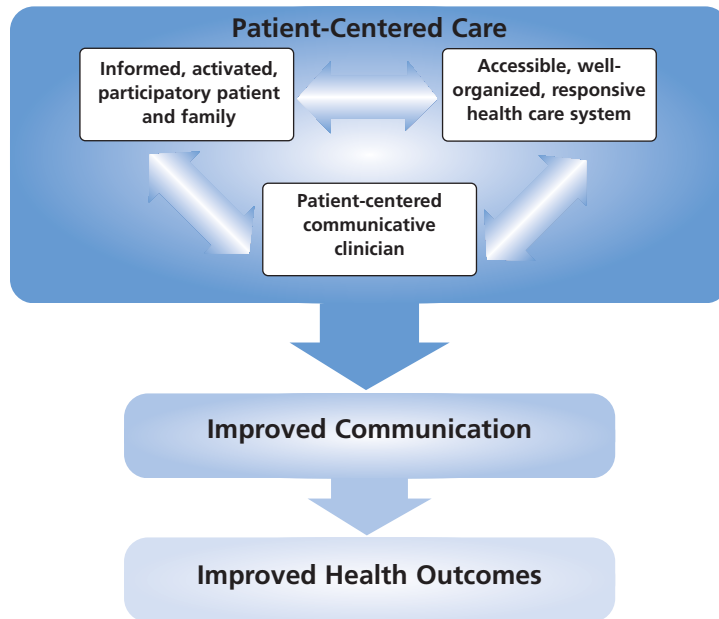 Patient-Centered Care
Informed, activated,
participatory patient
and family
Accessible, well-
organized, responsive
health care system
Patient-centered
communicative
clinician
Improved Communication
Improved Health Outcomes